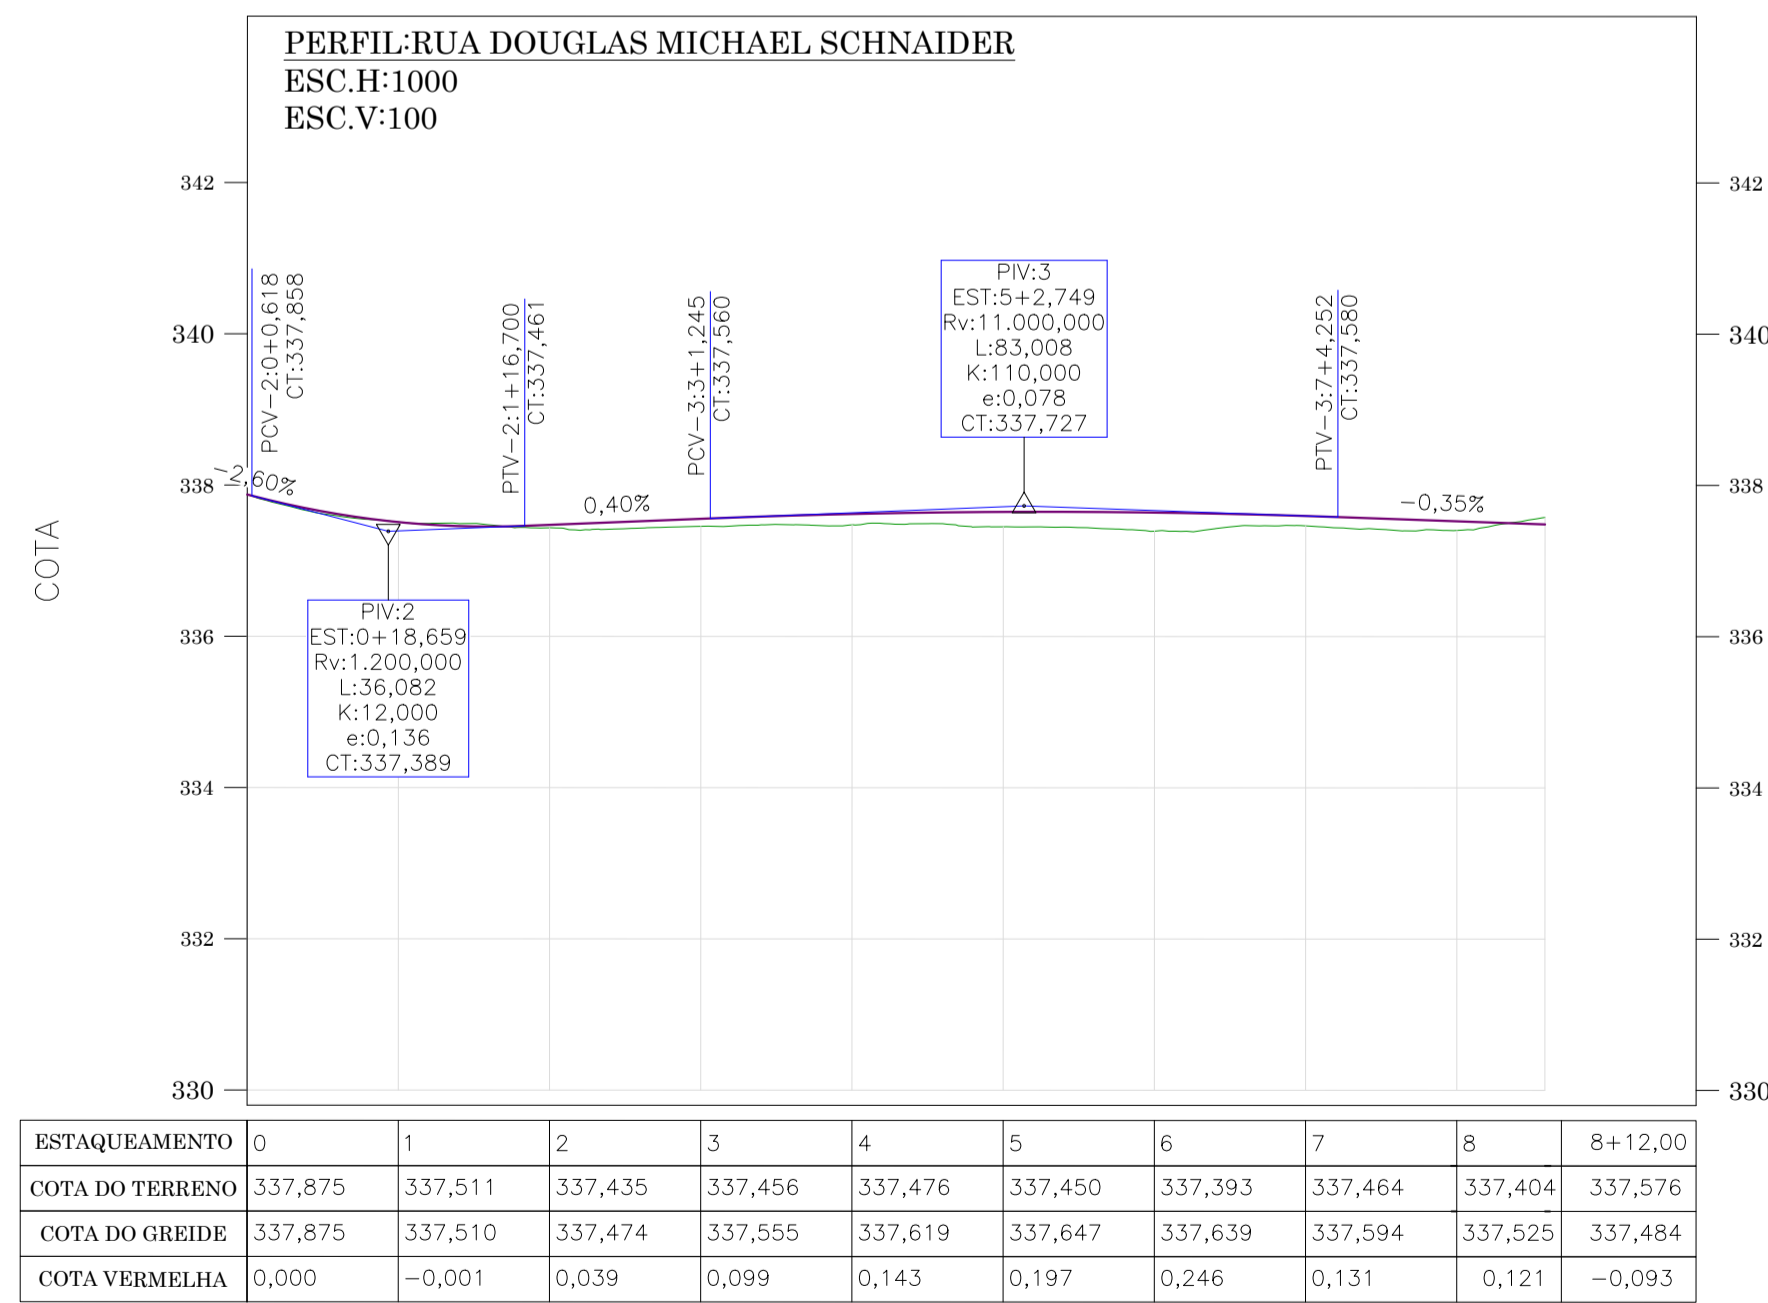 PERFIL:RUA DOUGLAS MICHAEL SCHNAIDER
ESC.H:1000
ESC.V:100
COTA
342
340
338
336
334
332
330
342
340
338
336
334
332
330
-2,60%
PCV-2:0+0,618
CT:337,858
PTV-2:1+16,700
CT:337,461
0,40%
PCV-3:3+1,245
CT:337,560
PIV:3
EST:5+2,749
Rv:11.000,000
L:83,008
K:110,000
e:0,078
CT:337,727
PTV-3:7+4,252
CT:337,580
-0,35%
PIV:2
EST:0+18,659
Rv:1.200,000
L:36,082
K:12,000
e:0,136
CT:337,389
ESTAQUEAMENTO 0 1 2 3 4 5 6 7 8 8+12,00
COTA DO TERRENO 337,875 337,511 337,435 337,456 337,476 337,450 337,393 337,464 337,404 337,576
COTA DO GREIDE 337,875 337,510 337,474 337,555 337,619 337,647 337,639 337,594 337,525 337,484
COTA VERMELHA 0,000 -0,001 0,039 0,099 0,143 0,197 0,246 0,131 0,121 -0,093